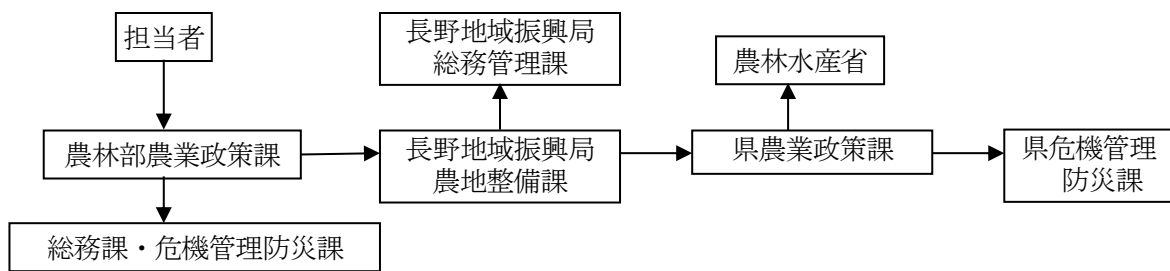 担当者
長野地域振興局
総務管理課
農林水産省
農林部農業政策課
長野地域振興局
農地整備課
県農業政策課
県危機管理
防災課
総務課・危機管理防災課